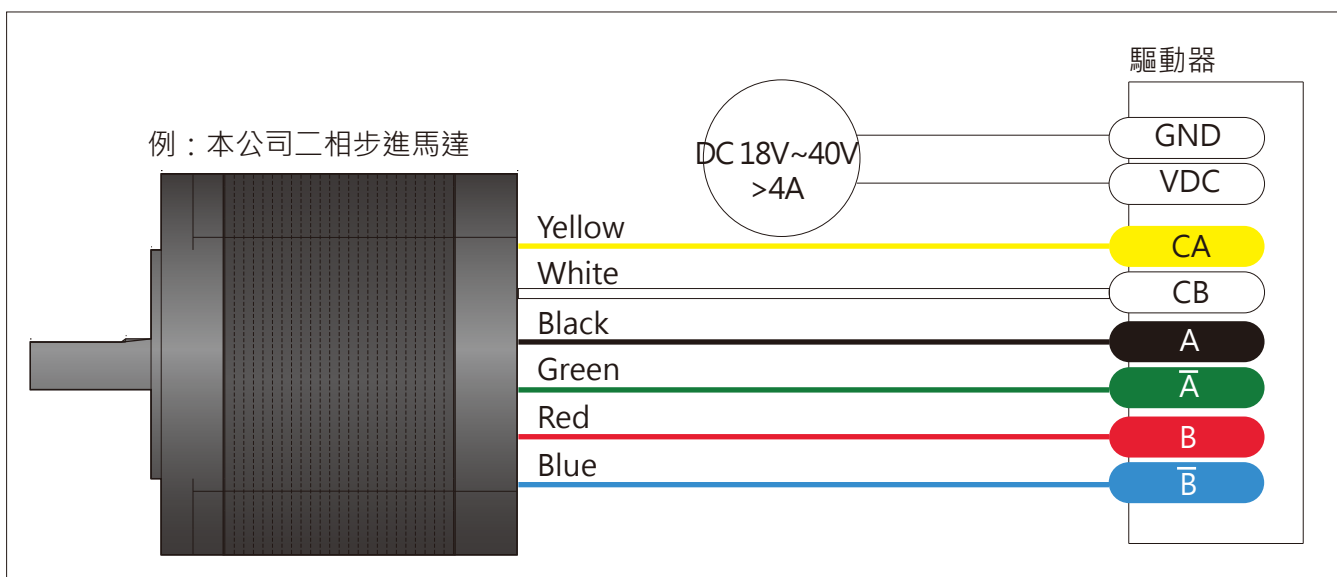 驅動器
例：本公司二相步進馬達
DC 18V~40V
>4A
GND
VDC
Yellow
CA
White
CB
Black
A
Green
A̅
Red
B
Blue
B̅